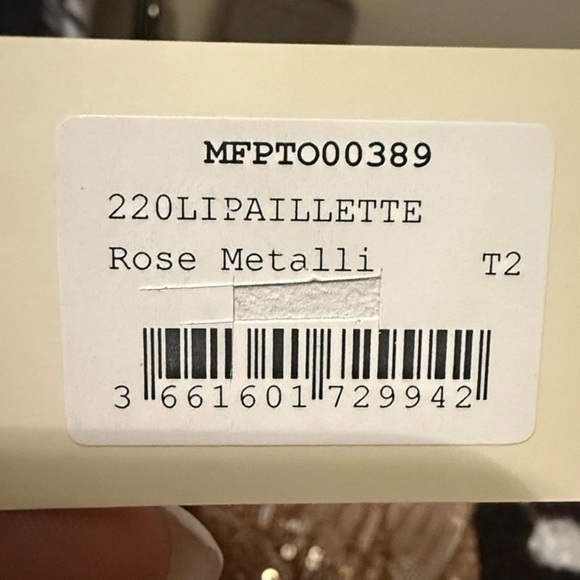 MFPTO00389
220LIPAILLETTE
Rose Metalli T2
3 661601 729942